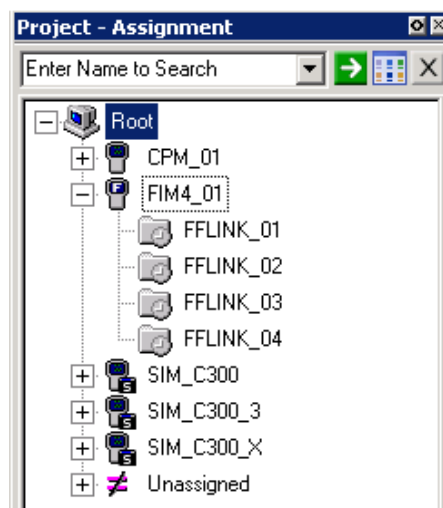 Project - Assignment
Enter Name to Search
Root
CPM_01
FIM4_01
FFLINK_01
FFLINK_02
FFLINK_03
FFLINK_04
SIM_C300
SIM_C300_3
SIM_C300_X
Unassigned